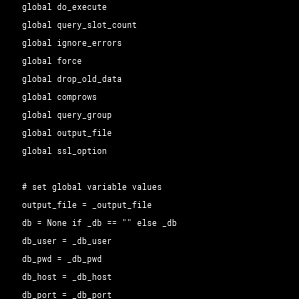 global do_execute
global query_slot_count
global ignore_errors
global force
global drop_old_data
global comprows
global query_group
global output_file
global ssl_option
# set global variable values
output_file = _output_file
db = None if _db == "" else _db
db_user = _db_user
db_pwd = _db_pwd
db_host = _db_host
db_port = _db_port